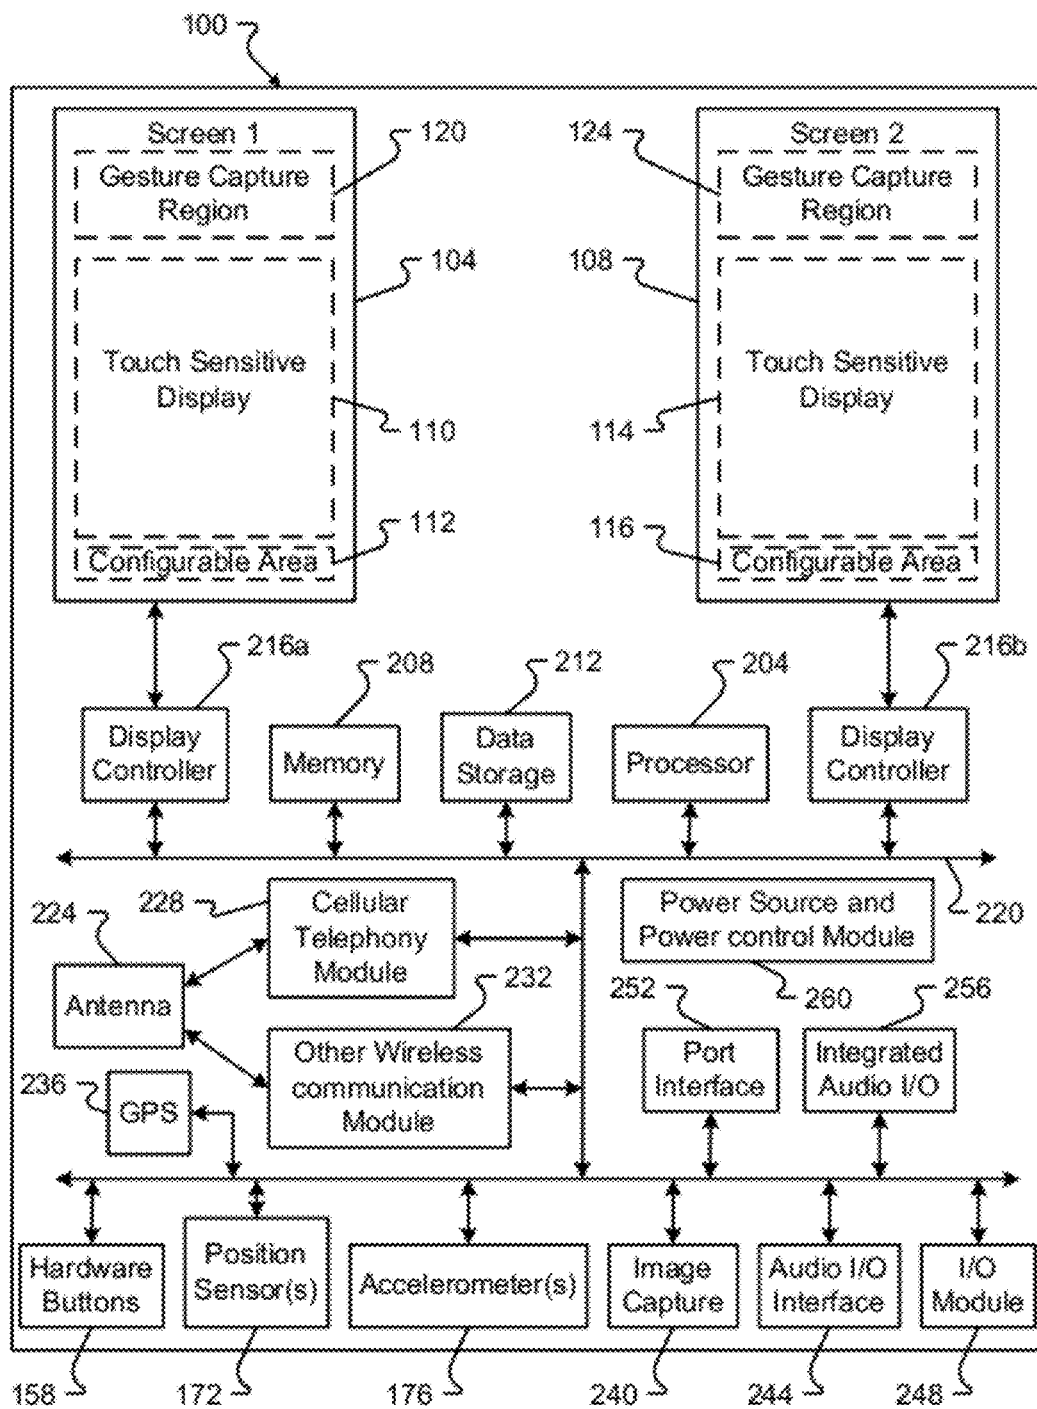 100
Screen 1
Gesture Capture
Region
120
104
Touch Sensitive
Display
110
112
Configurable Area
Screen 2
124
Gesture Capture
Region
108
Touch Sensitive
Display
114
116
Configurable Area
216a
208
212
204
216b
Display
Controller
Memory
Data
Storage
Processor
Display
Controller
220
228
Cellular
Telephony
Module
Power Source and
Power control Module
260
224
Antenna
232
Other Wireless
communication
Module
252
Port
Interface
256
Integrated
Audio I/O
236
GPS
Hardware
Buttons
Position
Sensor(s)
Accelerometer(s)
Image
Capture
Audio I/O
Interface
I/O
Module
158
172
176
240
244
248